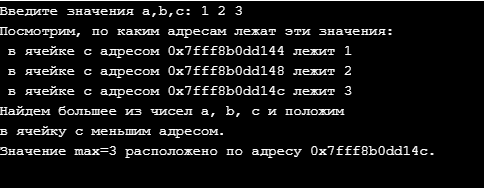 Введите значения a,b,c: 1 2 3
Посмотрим, по каким адресам лежат эти значения:
в ячейке с адресом 0x7fff8b0dd144 лежит 1
в ячейке с адресом 0x7fff8b0dd148 лежит 2
в ячейке с адресом 0x7fff8b0dd14c лежит 3
Найдем большее из чисел a, b, c и положим
в ячейку с меньшим адресом.
Значение max=3 расположено по адресу 0x7fff8b0dd14c.